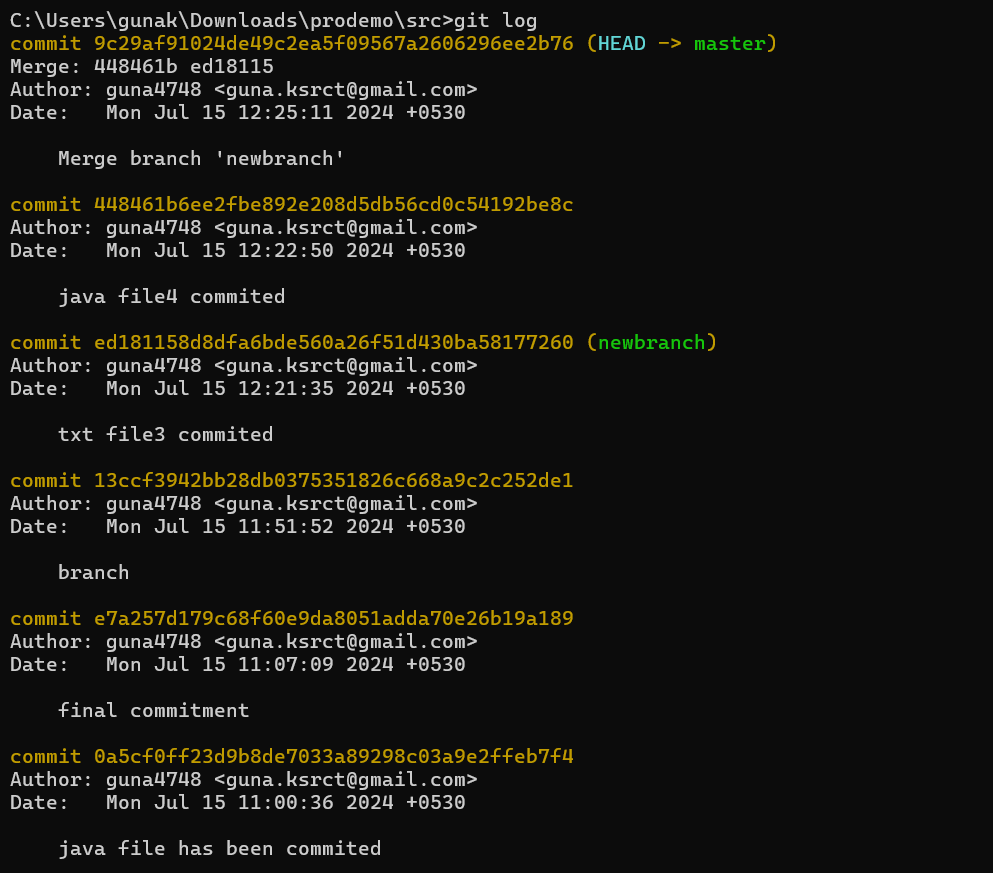 C:\Users\gunak\Downloads\prodemo\src>git log
commit 9c29af91024de49c2ea5f09567a2606296ee2b76 (HEAD -> master)
Merge: 448461b ed18115
Author: guna4748 <guna.ksrct@gmail.com>
Date:   Mon Jul 15 12:25:11 2024 +0530
    Merge branch 'newbranch'
commit 448461b6ee2fbe892e208d5db56cd0c54192be8c
Author: guna4748 <guna.ksrct@gmail.com>
Date:   Mon Jul 15 12:22:50 2024 +0530
    java file4 commited
commit ed181158d8dfa6bde560a26f51d430ba58177260 (newbranch)
Author: guna4748 <guna.ksrct@gmail.com>
Date:   Mon Jul 15 12:21:35 2024 +0530
    txt file3 commited
commit 13ccf3942bb28db0375351826c668a9c2c252de1
Author: guna4748 <guna.ksrct@gmail.com>
Date:   Mon Jul 15 11:51:52 2024 +0530
    branch
commit e7a257d179c68f60e9da8051adda70e26b19a189
Author: guna4748 <guna.ksrct@gmail.com>
Date:   Mon Jul 15 11:07:09 2024 +0530
    final commitment
commit 0a5cf0ff23d9b8de7033a89298c03a9e2ffeb7f4
Author: guna4748 <guna.ksrct@gmail.com>
Date:   Mon Jul 15 11:00:36 2024 +0530
    java file has been commited